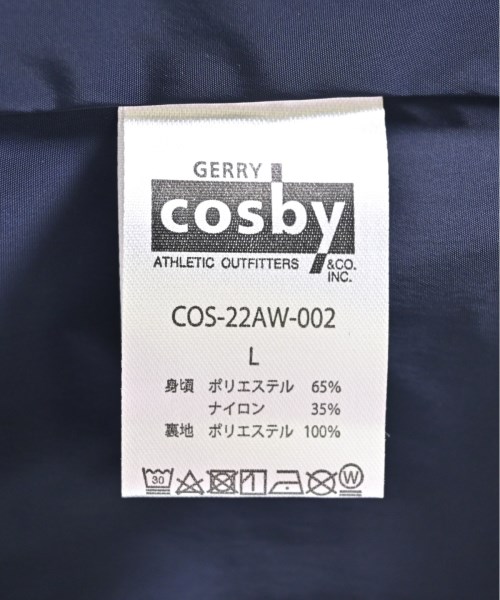 GERRY
cosby
ATHLETIC OUTFITTERS &CO. INC.
COS-22AW-002
L
身頃 ポリエステル 65%
ナイロン 35%
裏地 ポリエステル 100%
30 W